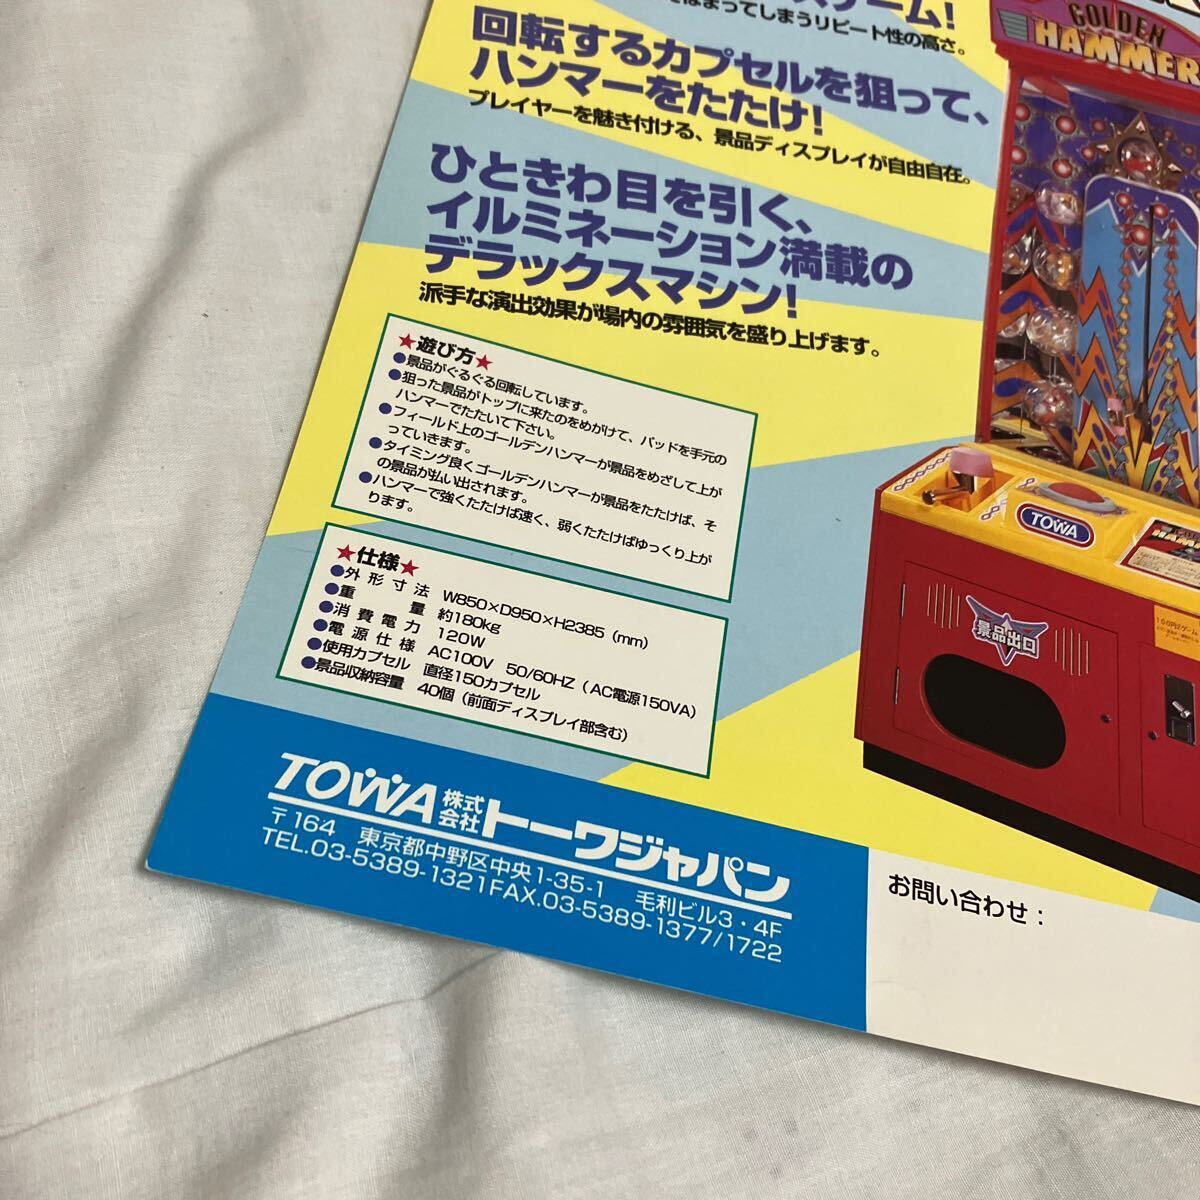 ゲーム!
はまってしまうリピート性の高さ。
回転するカプセルを狙って、
ハンマーをたたけ!
プレイヤーを魅き付ける、景品ディスプレイが自由自在。
ひときわ目を引く、
イルミネーション満載の
デラックスマシン!
派手な演出効果が場内の雰囲気を盛り上げます。
★遊び方★
●景品がぐるぐる回転しています。
●狙った景品がトップに来たのをめがけて、パッドを手元の
ハンマーでたたいて下さい。
●フィールド上のゴールデンハンマーが景品をめざして上が
っていきます。
●タイミング良くゴールデンハンマーが景品をたたけば、そ
の景品が払い出されます。
●ハンマーで強くたたけば速く、弱くたたけばゆっくり上が
ります。
★仕様★
●外形寸法 W850×D950×H2385(mm)
●重量 約180kg
●消費電力 120W
●電源仕様 AC100V 50/60HZ(AC電源150VA)
●使用カプセル 直径150カプセル
●景品収納容量 40個(前面ディスプレイ部含む)
TOWA 株式会社トーワジャパン
〒164 東京都中野区中央1-35-1 毛利ビル3・4F
TEL.03-5389-1321 FAX.03-5389-1377/1722
GOLDEN
HAMMER
TOWA
景品出口
お問い合わせ: